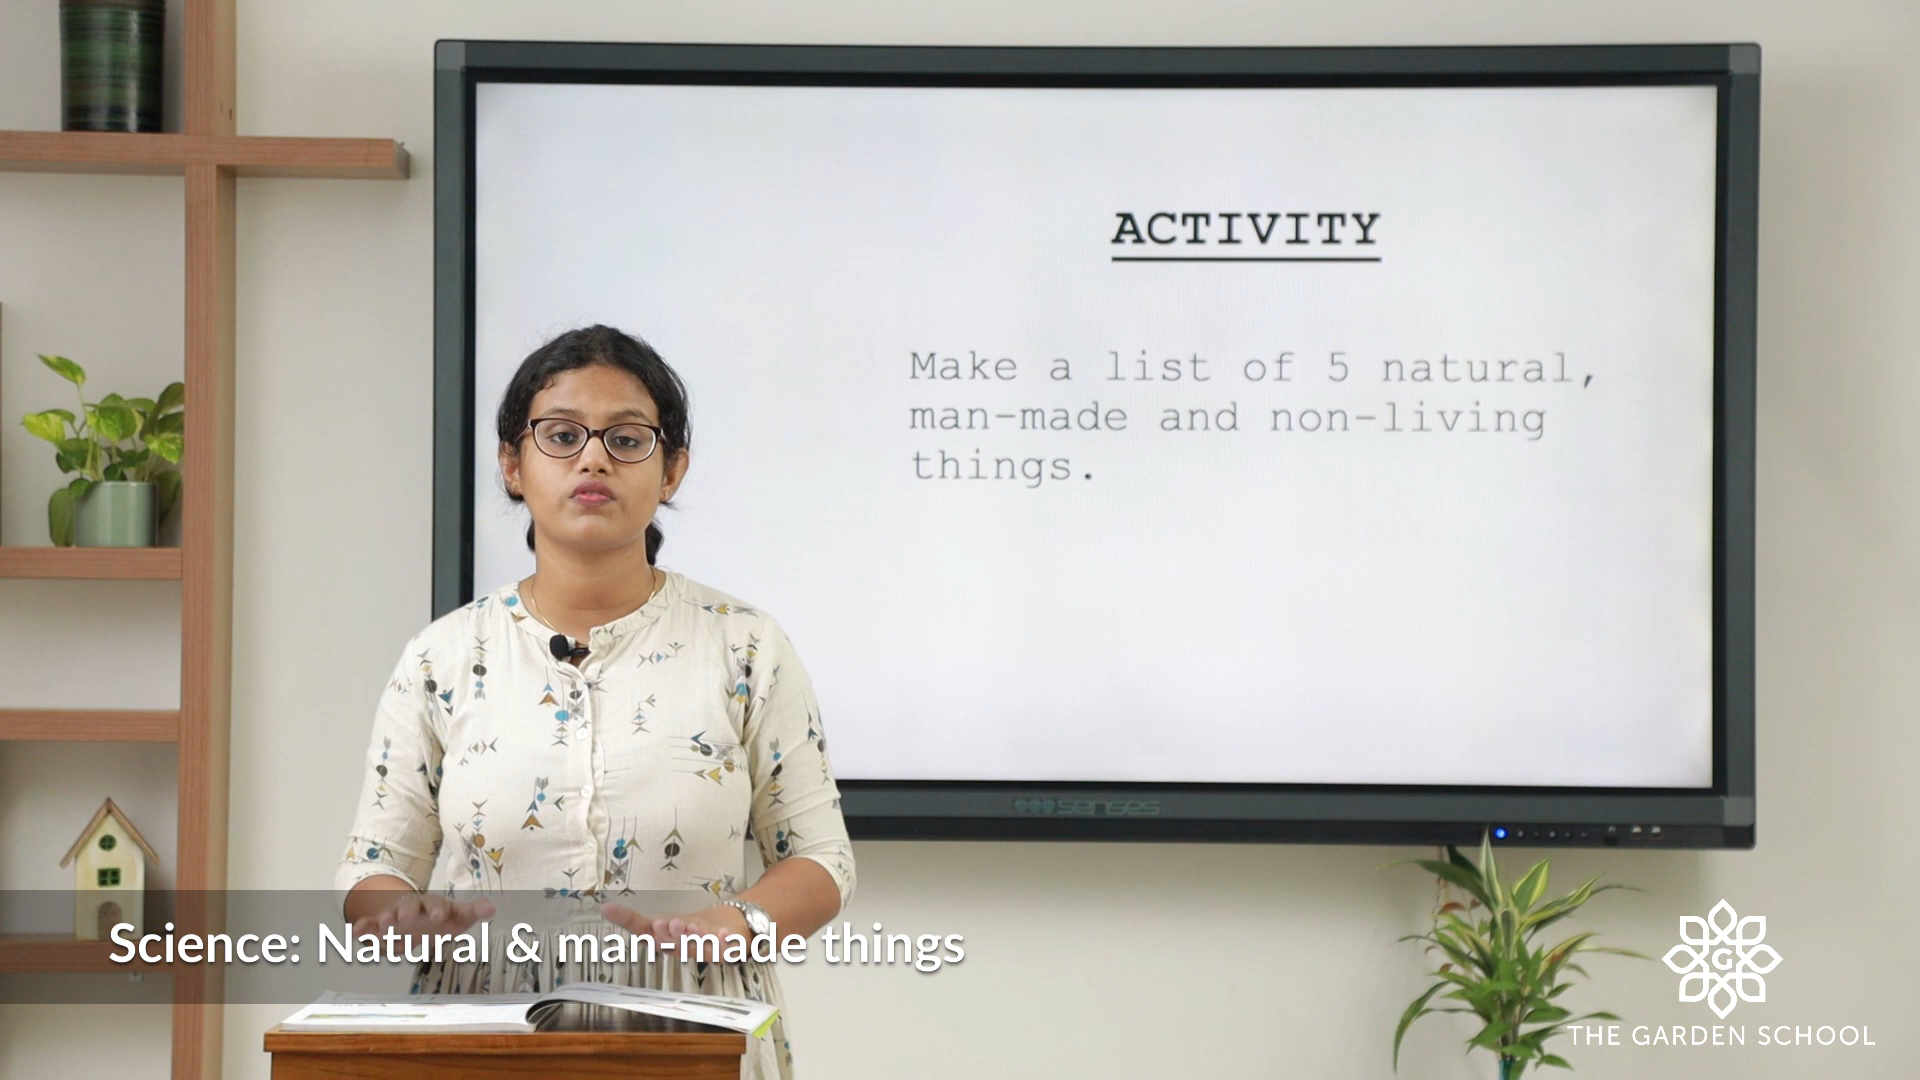 ACTIVITY
Make a list of 5 natural,
man-made and non-living
things.
senses
Science: Natural & man-made things
G
THE GARDEN SCHOOL